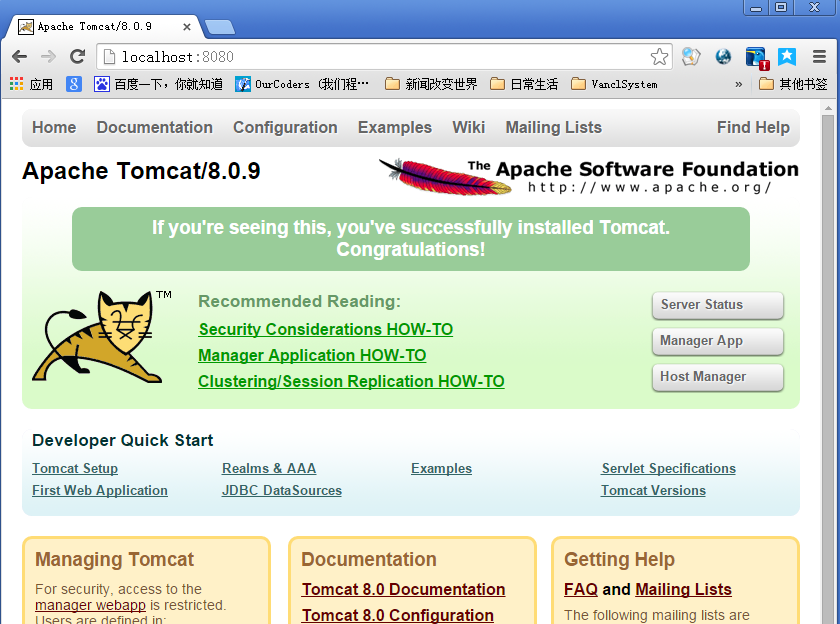 Apache Tomcat/8.0.9
localhost:8080
应用 百度一下，你就知道 OurCoders (我们程… 新闻改变世界 日常生活 VanclSystem » 其他书签
Home Documentation Configuration Examples Wiki Mailing Lists Find Help
Apache Tomcat/8.0.9
The Apache Software Foundation
http://www.apache.org/
If you're seeing this, you've successfully installed Tomcat.
Congratulations!
TM
Recommended Reading:
Security Considerations HOW-TO
Manager Application HOW-TO
Clustering/Session Replication HOW-TO
Server Status
Manager App
Host Manager
Developer Quick Start
Tomcat Setup Realms & AAA Examples Servlet Specifications
First Web Application JDBC DataSources Tomcat Versions
Managing Tomcat
For security, access to the
manager webapp is restricted.
Users are defined in:
Documentation
Tomcat 8.0 Documentation
Tomcat 8.0 Configuration
Getting Help
FAQ and Mailing Lists
The following mailing lists are